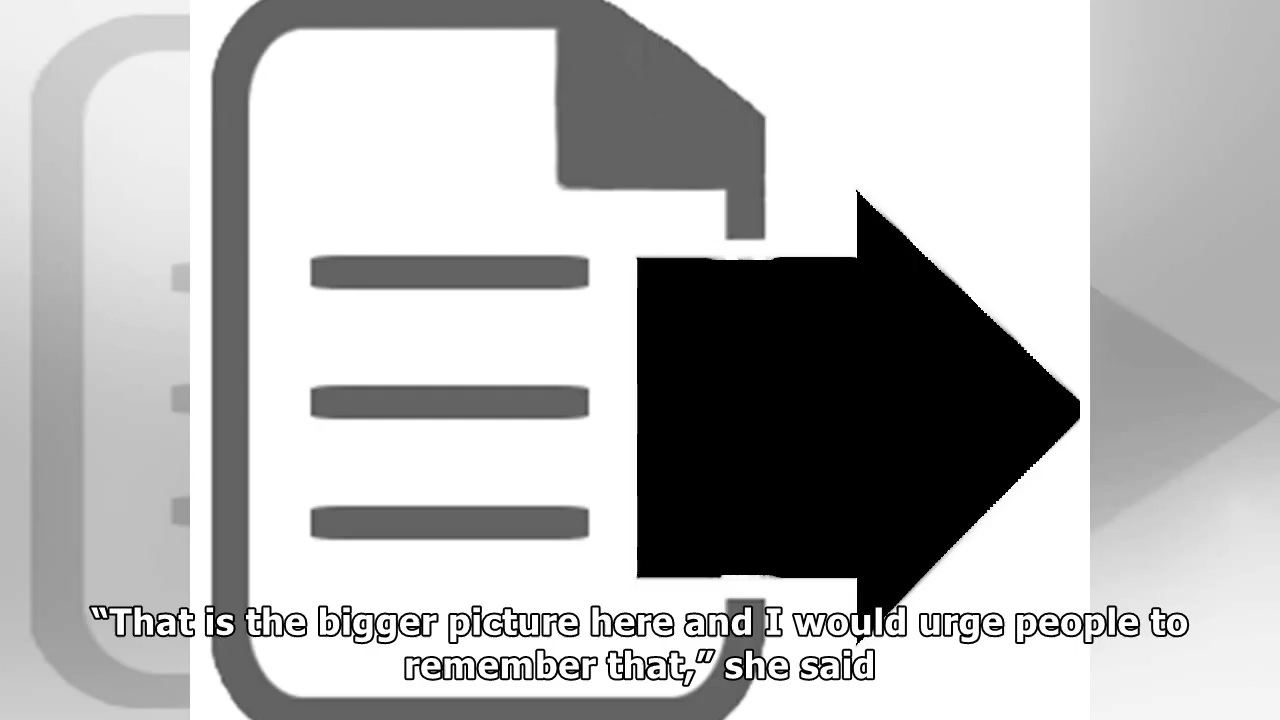 “That is the bigger picture here and I would urge people to
remember that,” she said